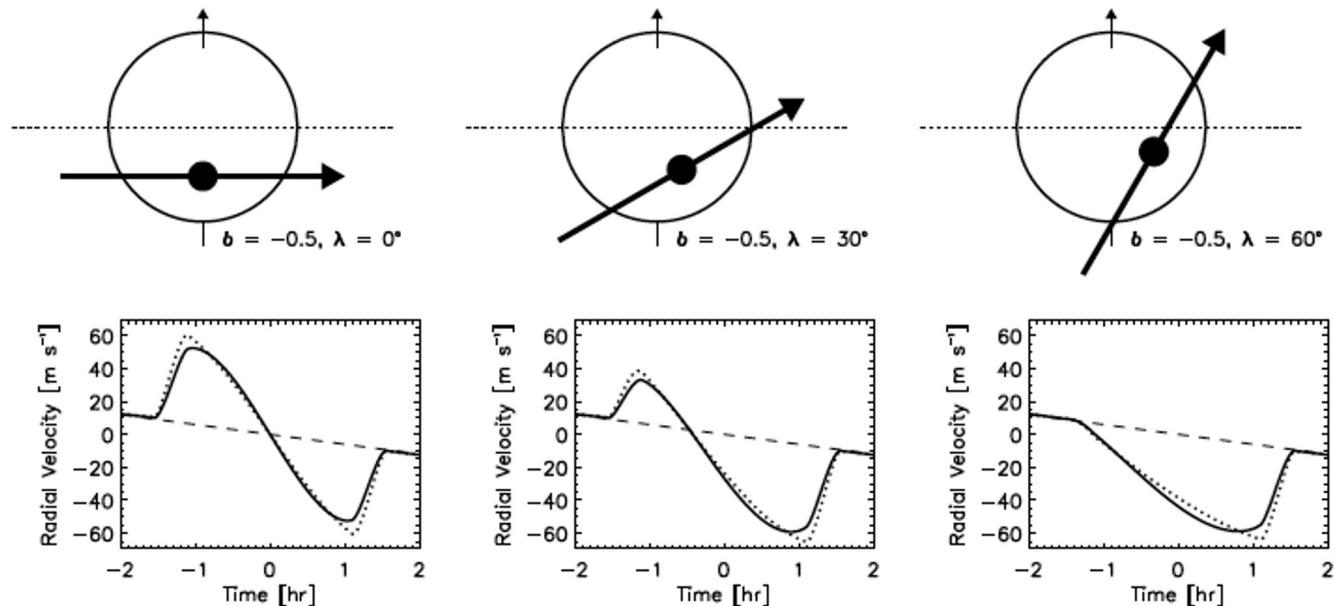 b = −0.5, λ = 0°
b = −0.5, λ = 30°
b = −0.5, λ = 60°
Radial Velocity [m s⁻¹]
60
40
20
0
−20
−40
−60
−2 −1 0 1 2
Time [hr]
Radial Velocity [m s⁻¹]
60
40
20
0
−20
−40
−60
−2 −1 0 1 2
Time [hr]
Radial Velocity [m s⁻¹]
60
40
20
0
−20
−40
−60
−2 −1 0 1 2
Time [hr]